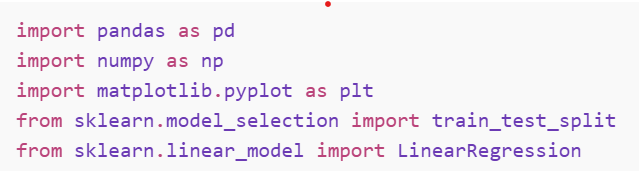 import pandas as pd
import numpy as np
import matplotlib.pyplot as plt
from sklearn.model_selection import train_test_split
from sklearn.linear_model import LinearRegression